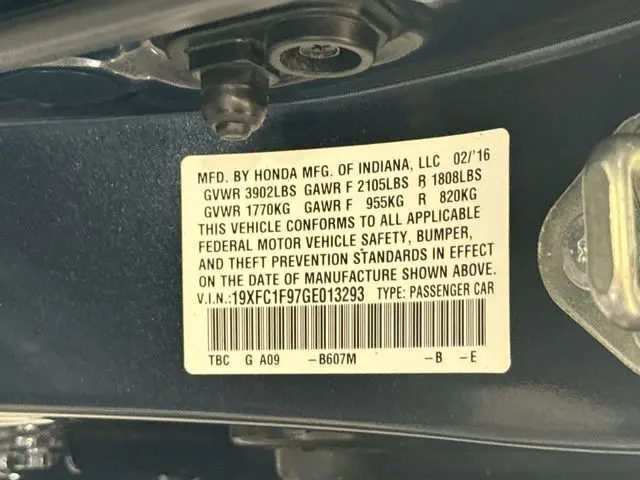 MFD. BY HONDA MFG. OF INDIANA, LLC 02/'16
GVWR 3902LBS GAWR F 2105LBS R 1808LBS
GVWR 1770KG GAWR F 955KG R 820KG
THIS VEHICLE CONFORMS TO ALL APPLICABLE
FEDERAL MOTOR VEHICLE SAFETY, BUMPER,
AND THEFT PREVENTION STANDARDS IN EFFECT
ON THE DATE OF MANUFACTURE SHOWN ABOVE.
V.I.N.:19XFC1F97GE013293 TYPE: PASSENGER CAR
TBC G A09 -B607M -B -E